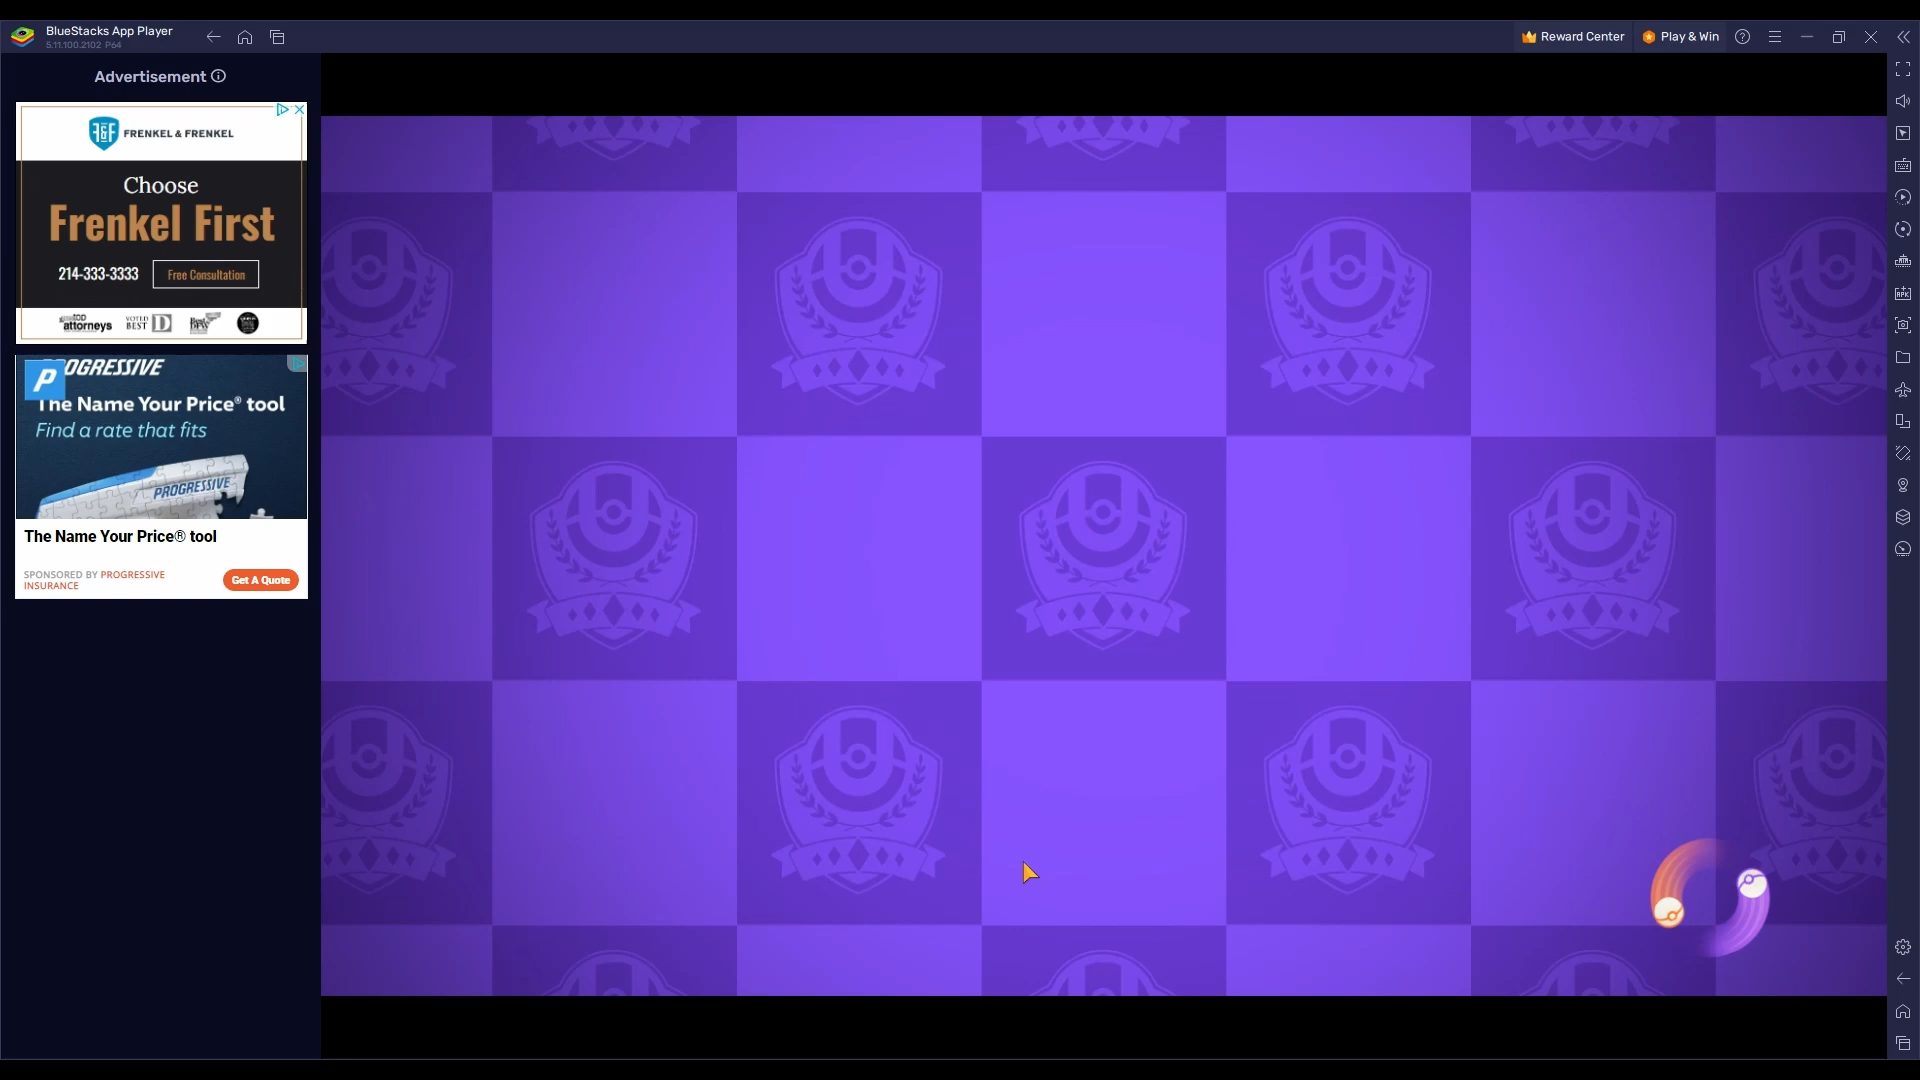 BlueStacks App Player
5.11.100.2102 P64
Reward Center
Play & Win
Advertisement
F&F FRENKEL & FRENKEL
Choose
Frenkel First
214-333-3333
Free Consultation
attorneys
VOTED
BEST D
PROGRESSIVE
P
The Name Your Price® tool
Find a rate that fits
PROGRESSIVE
The Name Your Price® tool
SPONSORED BY PROGRESSIVE
INSURANCE
Get A Quote